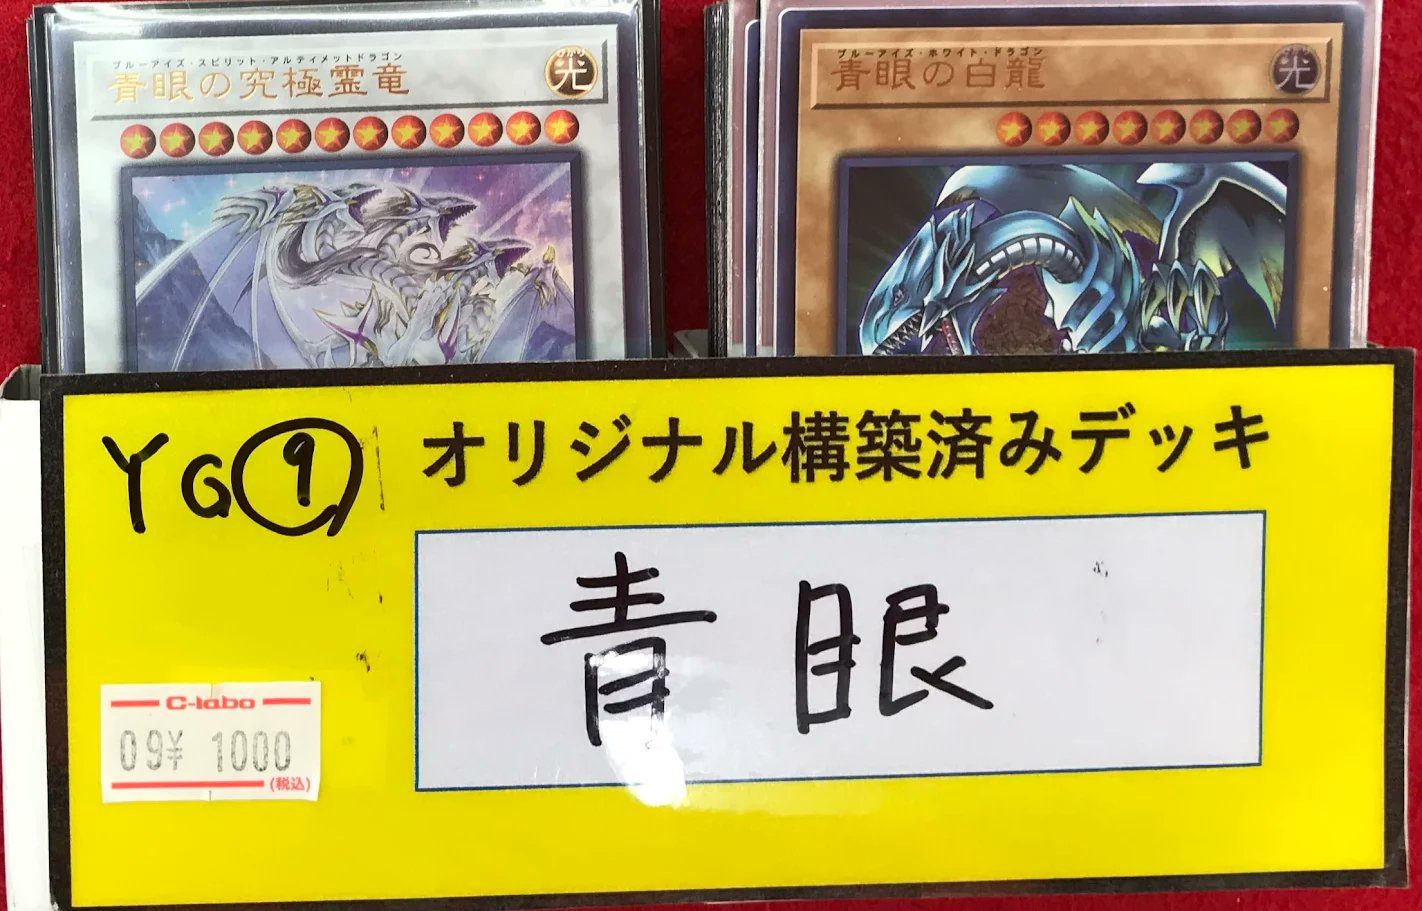 ブルーアイズ・スピリット・アルティメットドラゴン
青眼の究極霊竜
光
ブルーアイズ・ホワイト・ドラゴン
青眼の白龍
光
YG⑨
オリジナル構築済みデッキ
青眼
C-labo
09¥ 1000
(税込)